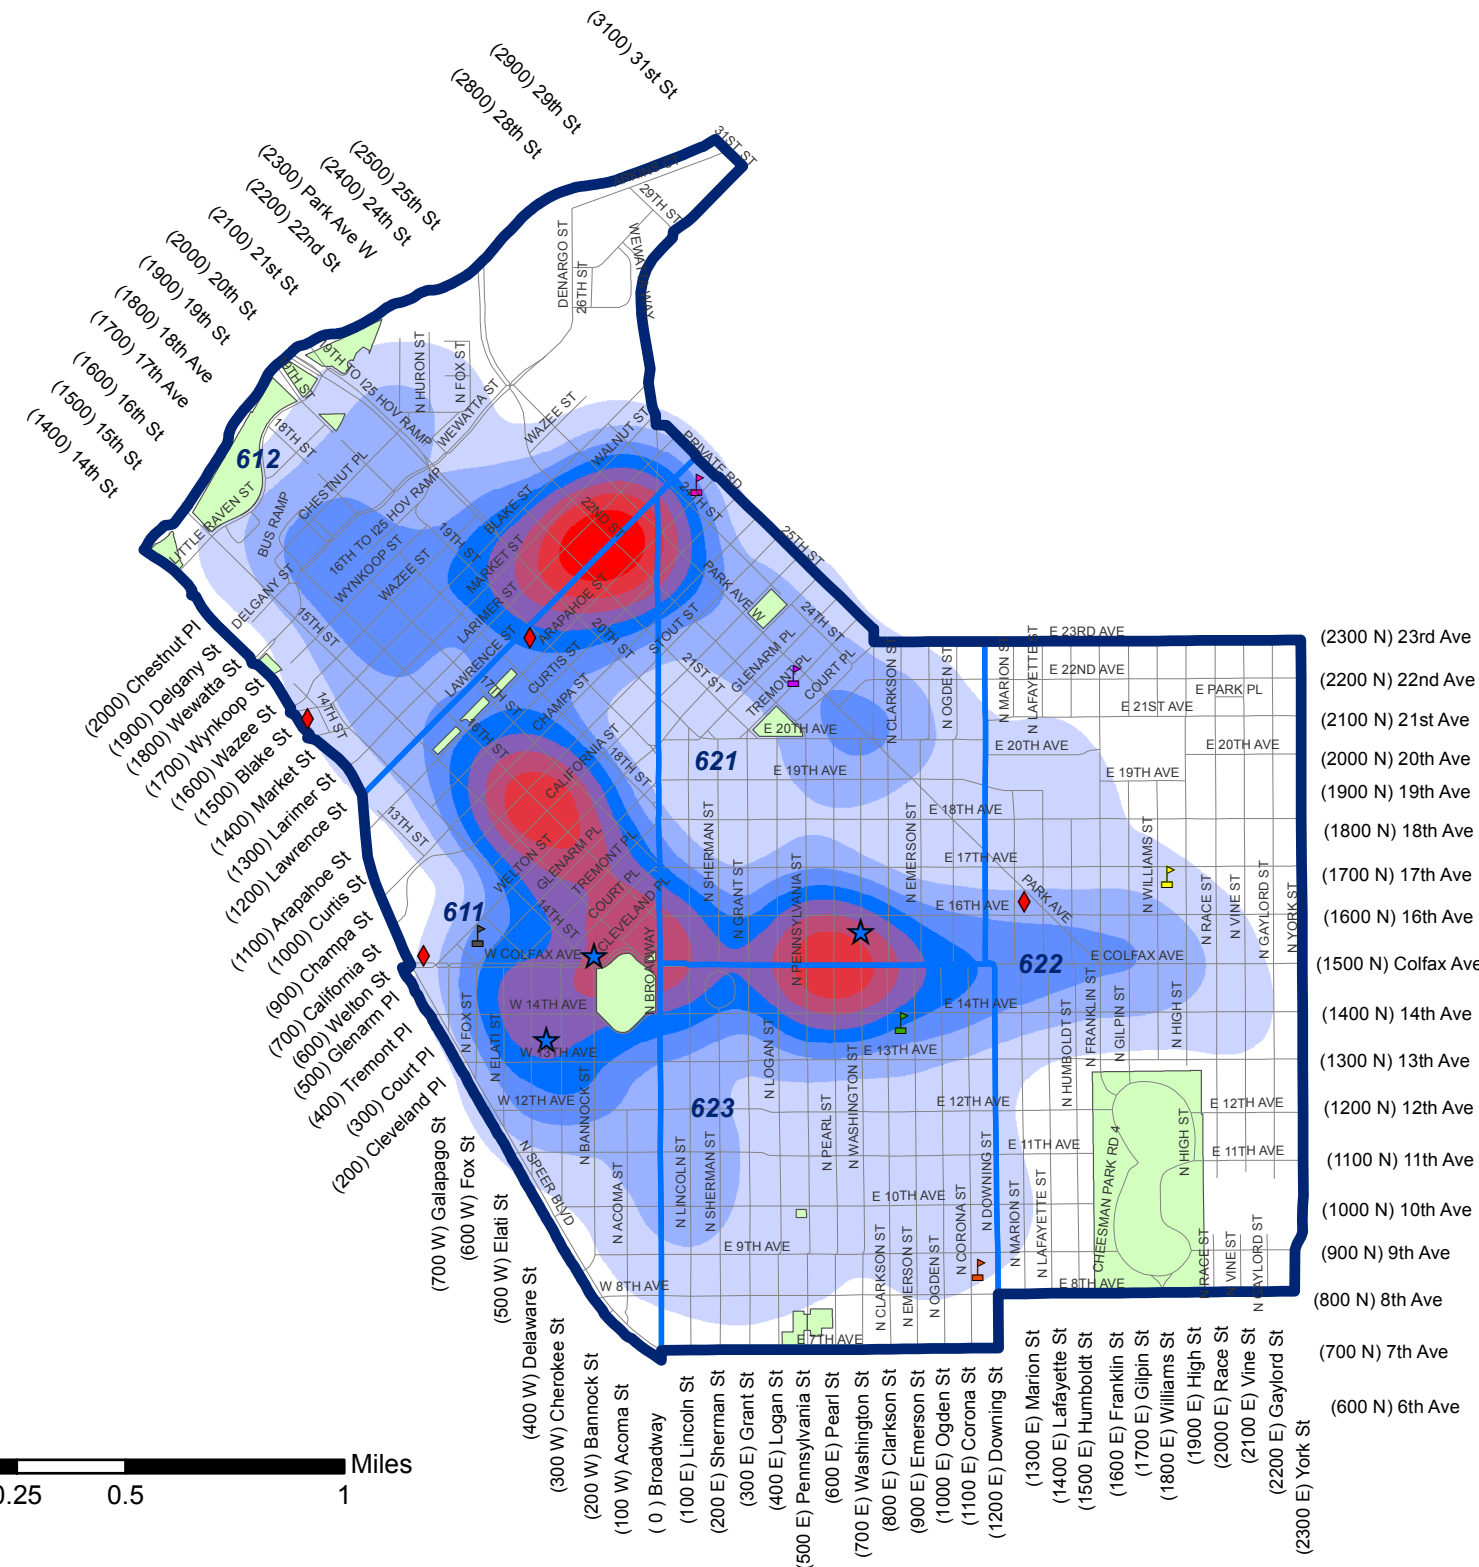 (3100) 31st St
(2900) 29th St
(2800) 28th St
(2500) 25th St
(2400) 24th St
(2300) Park Ave W
(2200) 22nd St
(2100) 21st St
(2000) 20th St
(1900) 19th St
(1800) 18th Ave
(1700) 17th Ave
(1600) 16th St
(1500) 15th St
(1400) 14th St
31ST ST
ARKINS CT
29TH ST
DENARGO ST
26TH ST
WEWATTA WAY
N HURON ST
N FOX ST
19TH ST TO I25 HOV RAMP
19TH ST
WEWATTA ST
WAZEE ST
WALNUT ST
PRIVATE RD
612
18TH ST
CHESTNUT PL
LITTLE RAVEN ST
BUS RAMP
16TH TO I25 HOV RAMP
WYNKOOP ST
WAZEE ST
19TH ST
BLAKE ST
MARKET ST
22ND ST
24TH ST
25TH ST
DELGANY ST
15TH ST
LARIMER ST
LAWRENCE ST
ARAPAHOE ST
20TH ST
CURTIS ST
STOUT ST
PARK AVE W
24TH ST
21ST ST
GLENARM PL
TREMONT PL
COURT PL
14TH ST
17TH ST
CHAMPA ST
16TH ST
CALIFORNIA ST
18TH ST
13TH ST
WELTON ST
GLENARM PL
TREMONT PL
COURT PL
CLEVELAND PL
14TH ST
621
E 20TH AVE
E 19TH AVE
N CLARKSON ST
N OGDEN ST
N MARION ST
N LAFAYETTE ST
E 23RD AVE
E 22ND AVE
E PARK PL
E 21ST AVE
E 20TH AVE
E 20TH AVE
E 19TH AVE
E 18TH AVE
E 17TH AVE
E 16TH AVE
PARK AVE
N SHERMAN ST
N GRANT ST
N PENNSYLVANIA ST
N EMERSON ST
N WILLIAMS ST
N RACE ST
N VINE ST
N GAYLORD ST
N YORK ST
611
W COLFAX AVE
N BROADWAY
W 14TH AVE
W 13TH AVE
W 12TH AVE
N FOX ST
N ELATI ST
N BANNOCK ST
N SPEER BLVD
N ACOMA ST
W 8TH AVE
622
E COLFAX AVE
E 14TH AVE
E 13TH AVE
E 12TH AVE
N LOGAN ST
N WASHINGTON ST
N PEARL ST
623
N LINCOLN ST
N SHERMAN ST
E 10TH AVE
E 9TH AVE
E 7TH AVE
N CLARKSON ST
N EMERSON ST
N OGDEN ST
N CORONA ST
N DOWNING ST
N MARION ST
N LAFAYETTE ST
N HUMBOLDT ST
N FRANKLIN ST
N GILPIN ST
N HIGH ST
E 11TH AVE
E 12TH AVE
E 11TH AVE
CHEESMAN PARK RD 4
N HIGH ST
E 8TH AVE
N RACE ST
N VINE ST
N GAYLORD ST
(2300 N) 23rd Ave
(2200 N) 22nd Ave
(2100 N) 21st Ave
(2000 N) 20th Ave
(1900 N) 19th Ave
(1800 N) 18th Ave
(1700 N) 17th Ave
(1600 N) 16th Ave
(1500 N) Colfax Ave
(1400 N) 14th Ave
(1300 N) 13th Ave
(1200 N) 12th Ave
(1100 N) 11th Ave
(1000 N) 10th Ave
(900 N) 9th Ave
(800 N) 8th Ave
(700 N) 7th Ave
(600 N) 6th Ave
(2000) Chestnut Pl
(1900) Delgany St
(1800) Wewatta St
(1700) Wynkoop St
(1600) Wazee St
(1500) Blake St
(1400) Market St
(1300) Larimer St
(1200) Lawrence St
(1100) Arapahoe St
(1000) Curtis St
(900) Champa St
(700) California St
(600) Welton St
(500) Glenarm Pl
(400) Tremont Pl
(300) Court Pl
(200) Cleveland Pl
(700 W) Galapago St
(600 W) Fox St
(500 W) Elati St
(400 W) Delaware St
(300 W) Cherokee St
(200 W) Bannock St
(100 W) Acoma St
( 0 ) Broadway
(100 E) Lincoln St
(200 E) Sherman St
(300 E) Grant St
(400 E) Logan St
(500 E) Pennsylvania St
(600 E) Pearl St
(700 E) Washington St
(800 E) Clarkson St
(900 E) Emerson St
(1000 E) Ogden St
(1100 E) Corona St
(1200 E) Downing St
(1300 E) Marion St
(1400 E) Lafayette St
(1500 E) Humboldt St
(1600 E) Franklin St
(1700 E) Gilpin St
(1800 E) Williams St
(1900 E) High St
(2000 E) Race St
(2100 E) Vine St
(2200 E) Gaylord St
(2300 E) York St
Miles
0.25 0.5 1